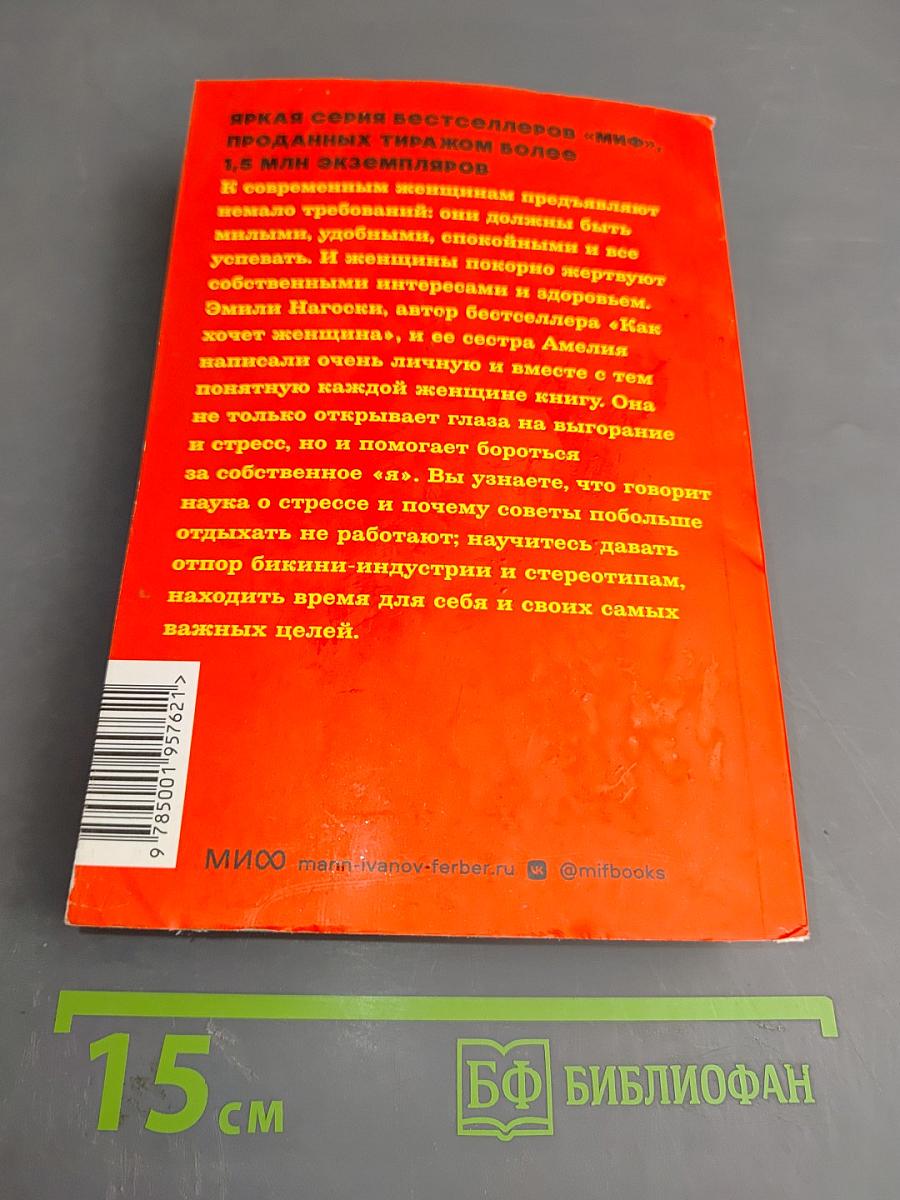 ЯРКАЯ СЕРИЯ БЕСТСЕЛЛЕРОВ «МИФ»,
ПРОДАННЫХ ТИРАЖОМ БОЛЕЕ
1,5 МЛН ЭКЗЕМПЛЯРОВ
К современным женщинам предъявляют
немало требований: они должны быть
милыми, удобными, спокойными и все
успевать. И женщины покорно жертвуют
собственными интересами и здоровьем.
Эмили Нагоски, автор бестселлера «Как
хочет женщина», и ее сестра Амелия
написали очень личную и вместе с тем
понятную каждой женщине книгу. Она
не только открывает глаза на выгорание
и стресс, но и помогает бороться
за собственное «я». Вы узнаете, что говорит
наука о стрессе и почему советы побольше
отдыхать не работают; научитесь давать
отпор бикини-индустрии и стереотипам,
находить время для себя и своих самых
важных целей.
9 785001 957621 >
МИФ mann-ivanov-ferber.ru VK @mifbooks
15 см
БФ БИБЛИОФАН